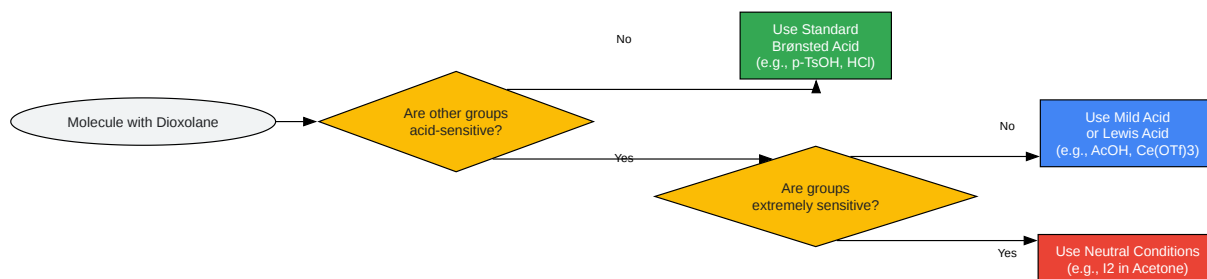 No
Use Standard
Brønsted Acid
(e.g., p-TsOH, HCl)
Molecule with Dioxolane
Are other groups
acid-sensitive?
Yes
No
Use Mild Acid
or Lewis Acid
(e.g., AcOH, Ce(OTf)3)
Are groups
extremely sensitive?
Yes
Use Neutral Conditions
(e.g., I2 in Acetone)